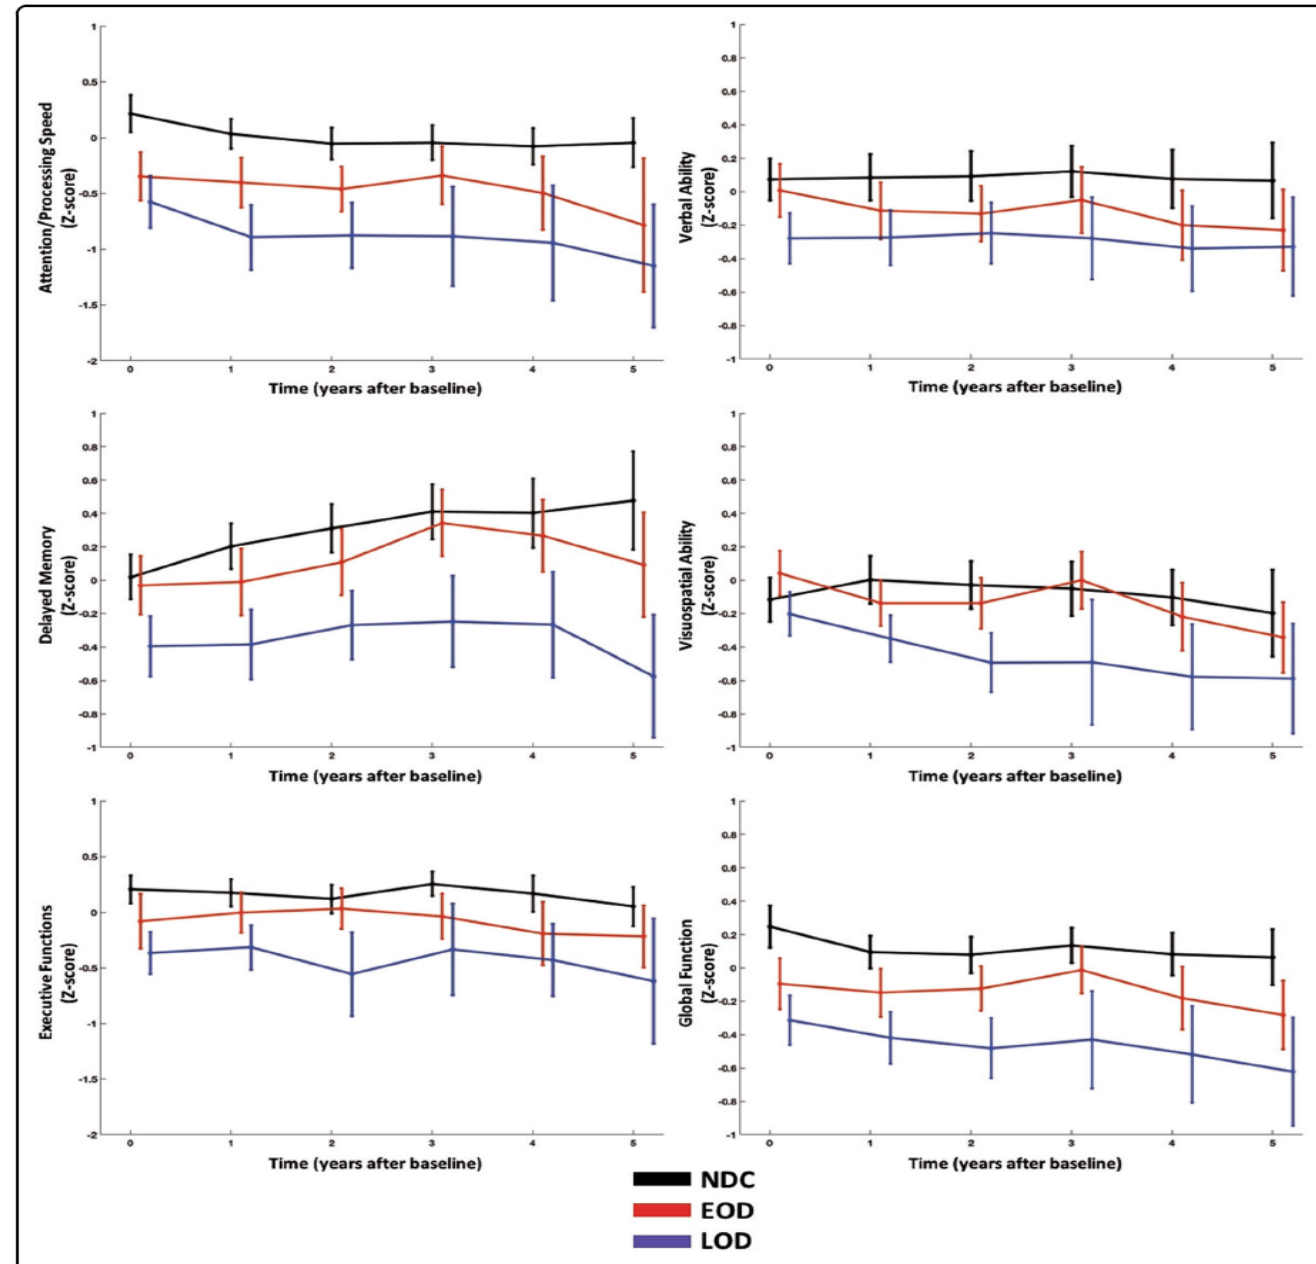 Attention/Processing Speed
(Z-score)
1
0.5
0
-0.5
-1
-1.5
-2
0 1 2 3 4 5
Time (years after baseline)
Verbal Ability
(Z-score)
1
0.8
0.6
0.4
0.2
0
-0.2
-0.4
-0.6
-0.8
-1
0 1 2 3 4 5
Time (years after baseline)
Delayed Memory
(Z-score)
1
0.8
0.6
0.4
0.2
0
-0.2
-0.4
-0.6
-0.8
-1
0 1 2 3 4 5
Time (years after baseline)
Visuospatial Ability
(Z-score)
1
0.8
0.6
0.4
0.2
0
-0.2
-0.4
-0.6
-0.8
-1
0 1 2 3 4 5
Time (years after baseline)
Executive Functions
(Z-score)
1
0.5
0
-0.5
-1
-1.5
-2
0 1 2 3 4 5
Time (years after baseline)
Global Function
(Z-score)
1
0.8
0.6
0.4
0.2
0
-0.2
-0.4
-0.6
-0.8
-1
0 1 2 3 4 5
Time (years after baseline)
NDC
EOD
LOD